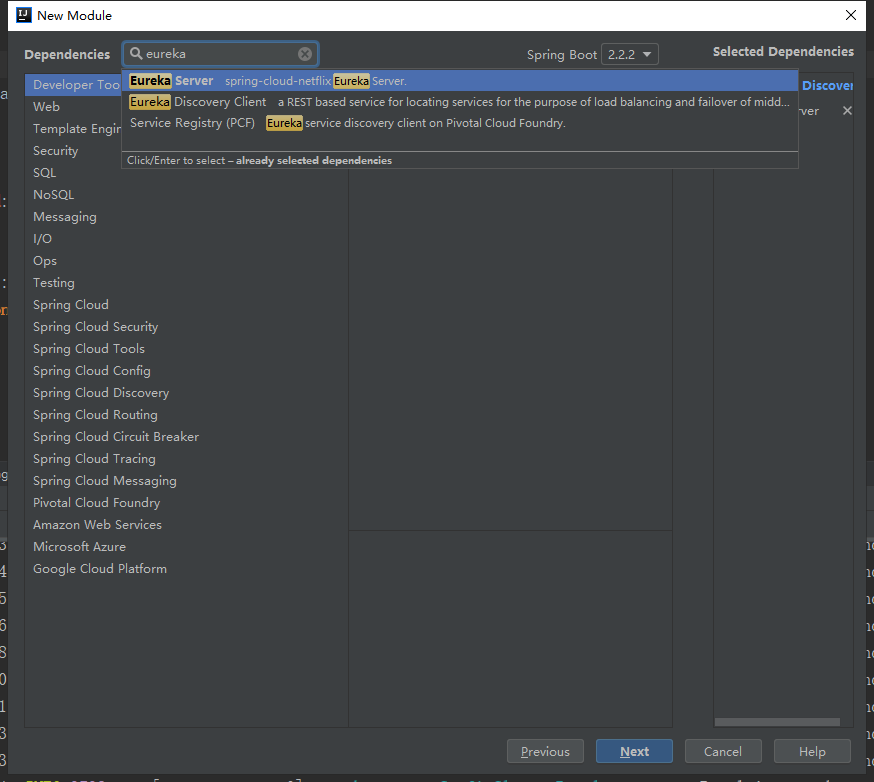 New Module
Dependencies
eureka
Spring Boot 2.2.2
Selected Dependencies
Eureka Server spring-cloud-netflix Eureka Server.
Eureka Discovery Client a REST based service for locating services for the purpose of load balancing and failover of midd...
Service Registry (PCF) Eureka service discovery client on Pivotal Cloud Foundry.
Click/Enter to select – already selected dependencies
Developer Too
Discover
Web
ver
Template Engin
Security
SQL
NoSQL
Messaging
I/O
Ops
Testing
Spring Cloud
Spring Cloud Security
Spring Cloud Tools
Spring Cloud Config
Spring Cloud Discovery
Spring Cloud Routing
Spring Cloud Circuit Breaker
Spring Cloud Tracing
Spring Cloud Messaging
Pivotal Cloud Foundry
Amazon Web Services
Microsoft Azure
Google Cloud Platform
Previous
Next
Cancel
Help